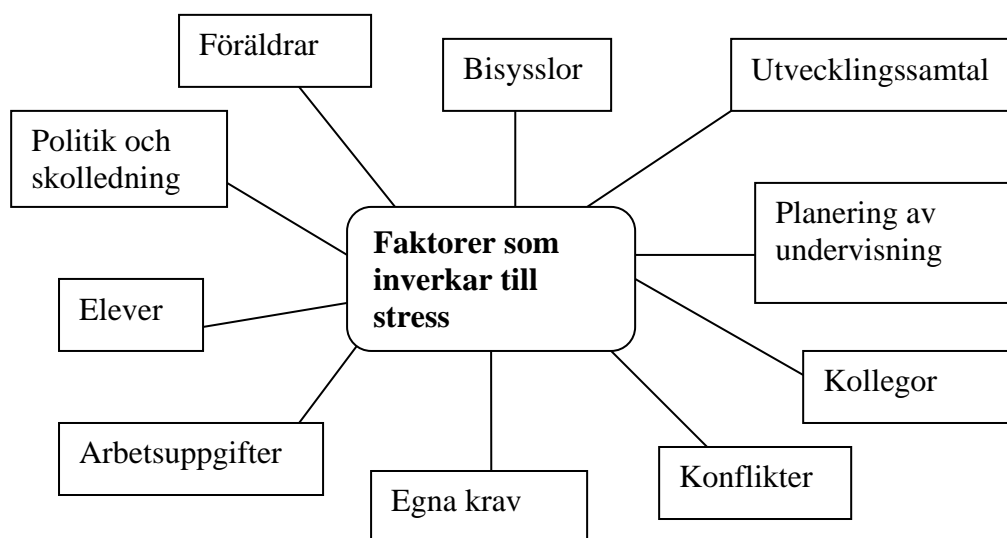 Föräldrar
Bisysslor
Utvecklingssamtal
Politik och
skolledning
Planering av
undervisning
Faktorer som
inverkar till
stress
Elever
Kollegor
Arbetsuppgifter
Konflikter
Egna krav